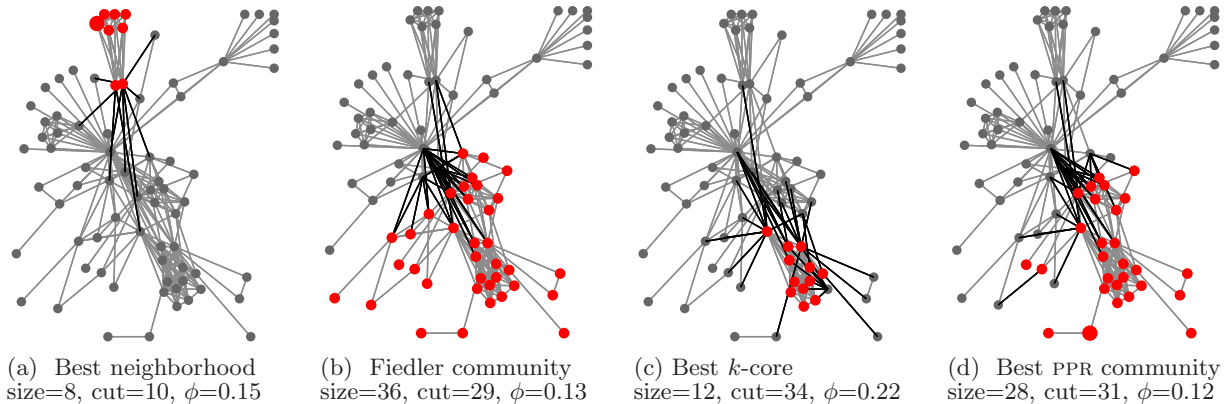 (a) Best neighborhood
size=8, cut=10, ϕ=0.15
(b) Fiedler community
size=36, cut=29, ϕ=0.13
(c) Best k-core
size=12, cut=34, ϕ=0.22
(d) Best PPR community
size=28, cut=31, ϕ=0.12